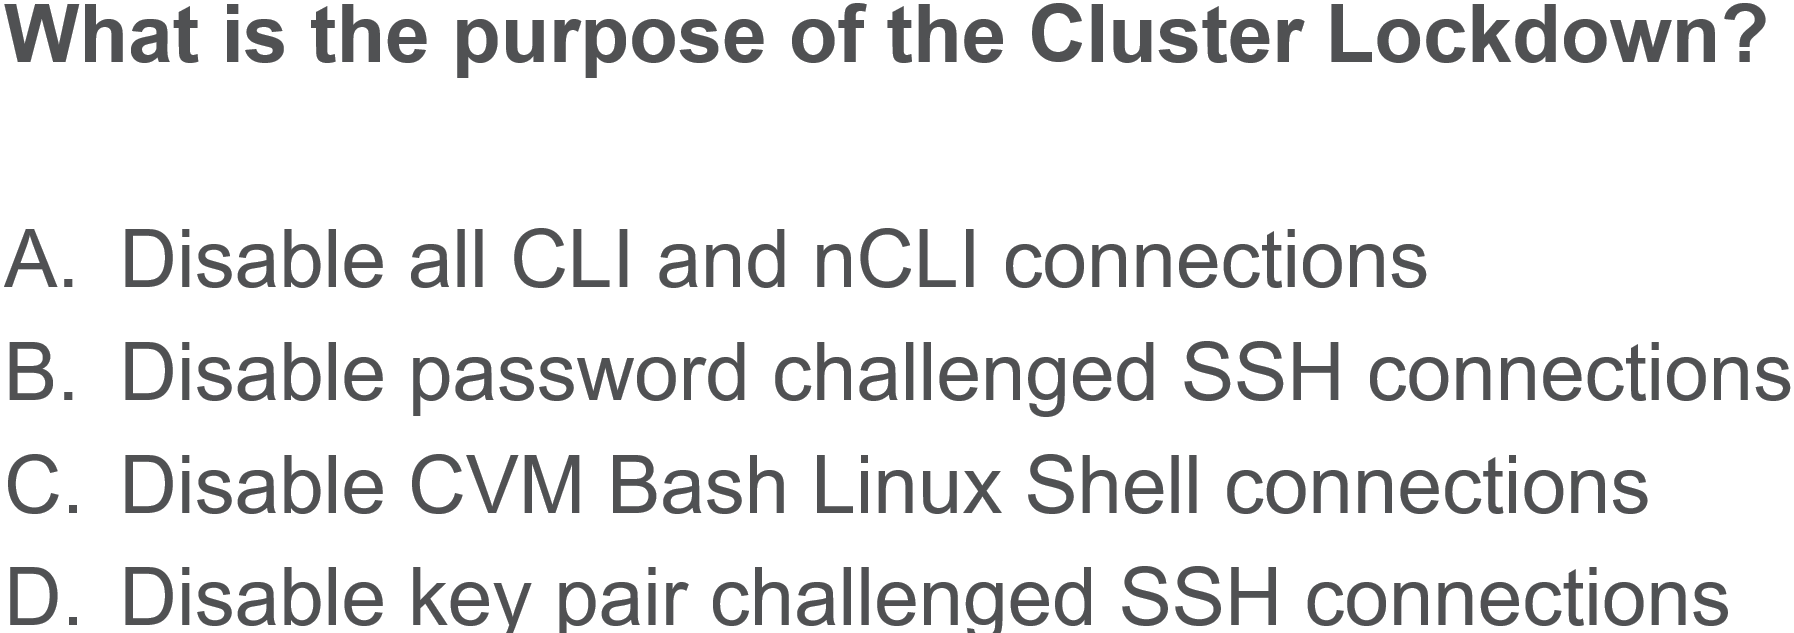 What is the purpose of the Cluster Lockdown?
A. Disable all CLI and nCLI connections
B. Disable password challenged SSH connections
C. Disable CVM Bash Linux Shell connections
D. Disable key pair challenged SSH connections